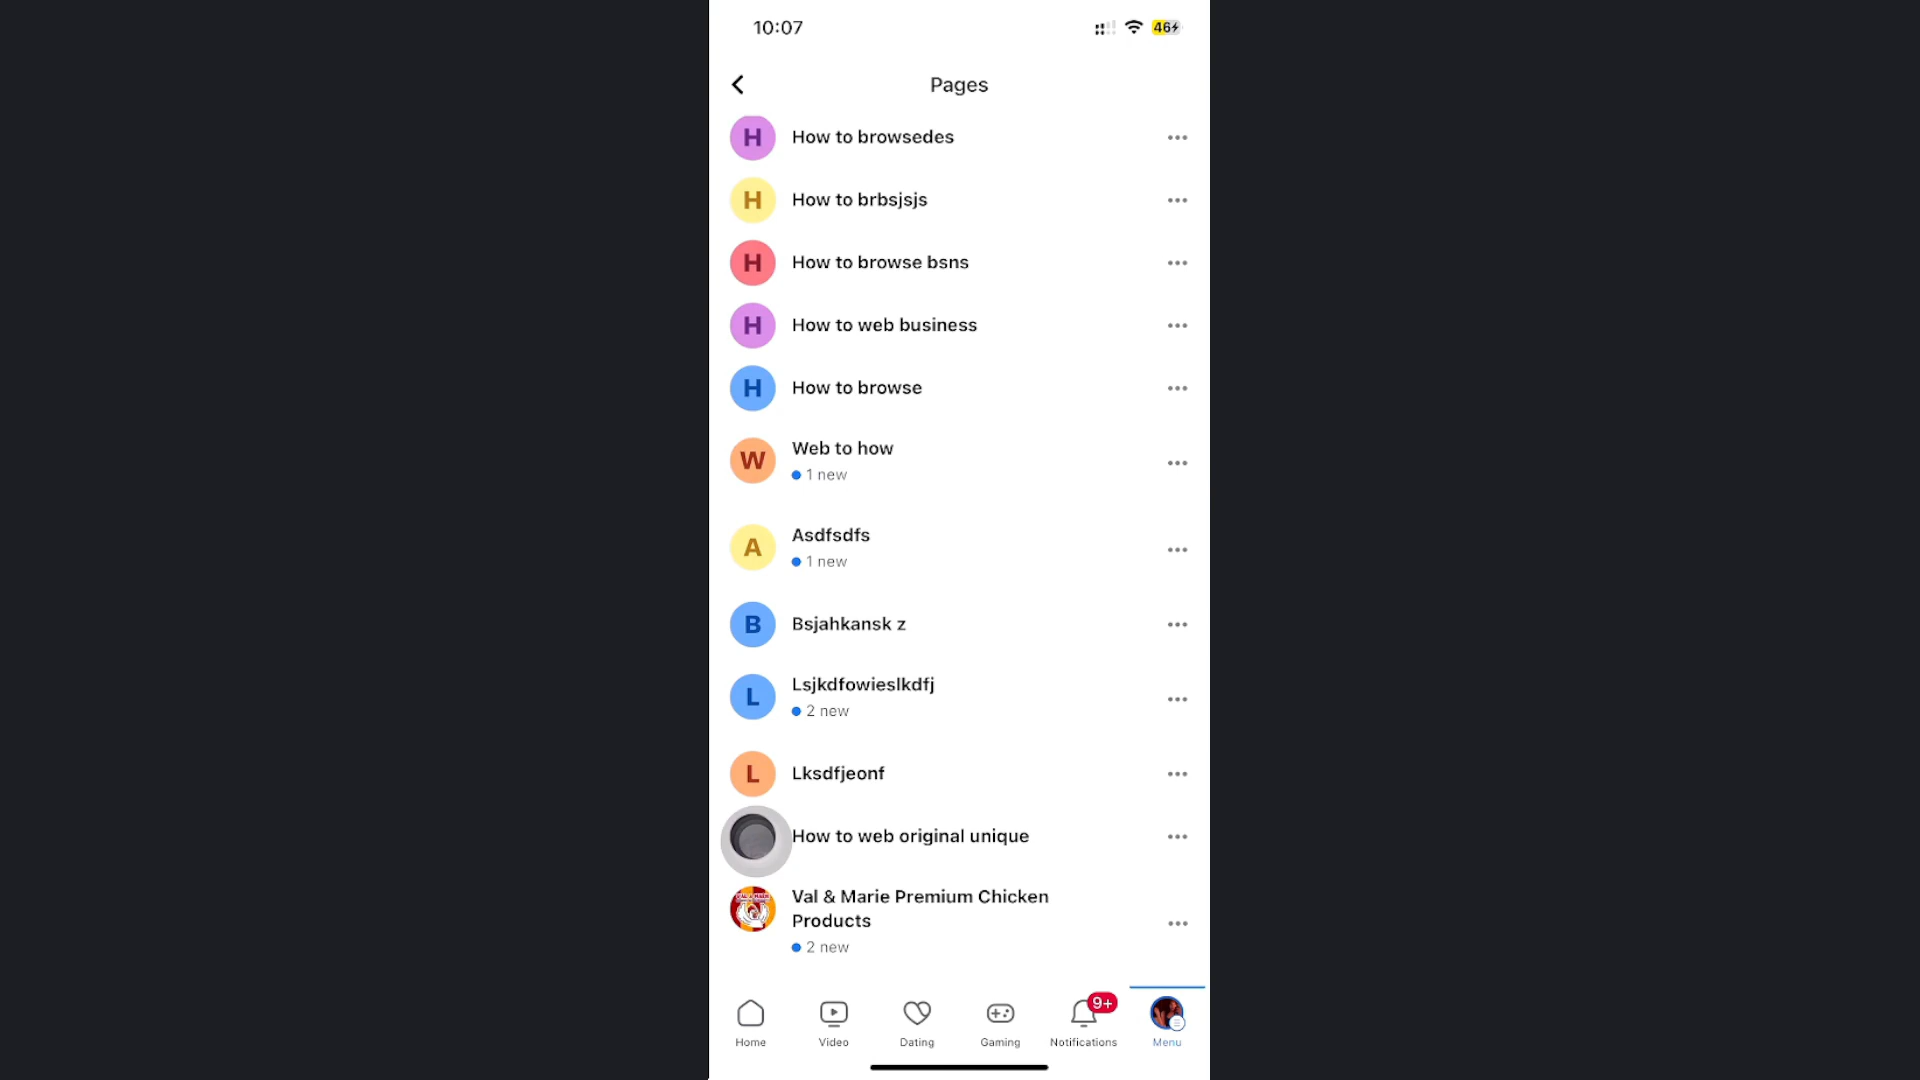 10:07
46
Pages
H How to browsedes
H How to brbsjsjs
H How to browse bsns
H How to web business
H How to browse
W Web to how
1 new
A Asdfsdfs
1 new
B Bsjahkansk z
L Lsjkdfowieslkdfj
2 new
L Lksdfjeonf
How to web original unique
Val & Marie Premium Chicken
Products
2 new
9+
Home Video Dating Gaming Notifications Menu